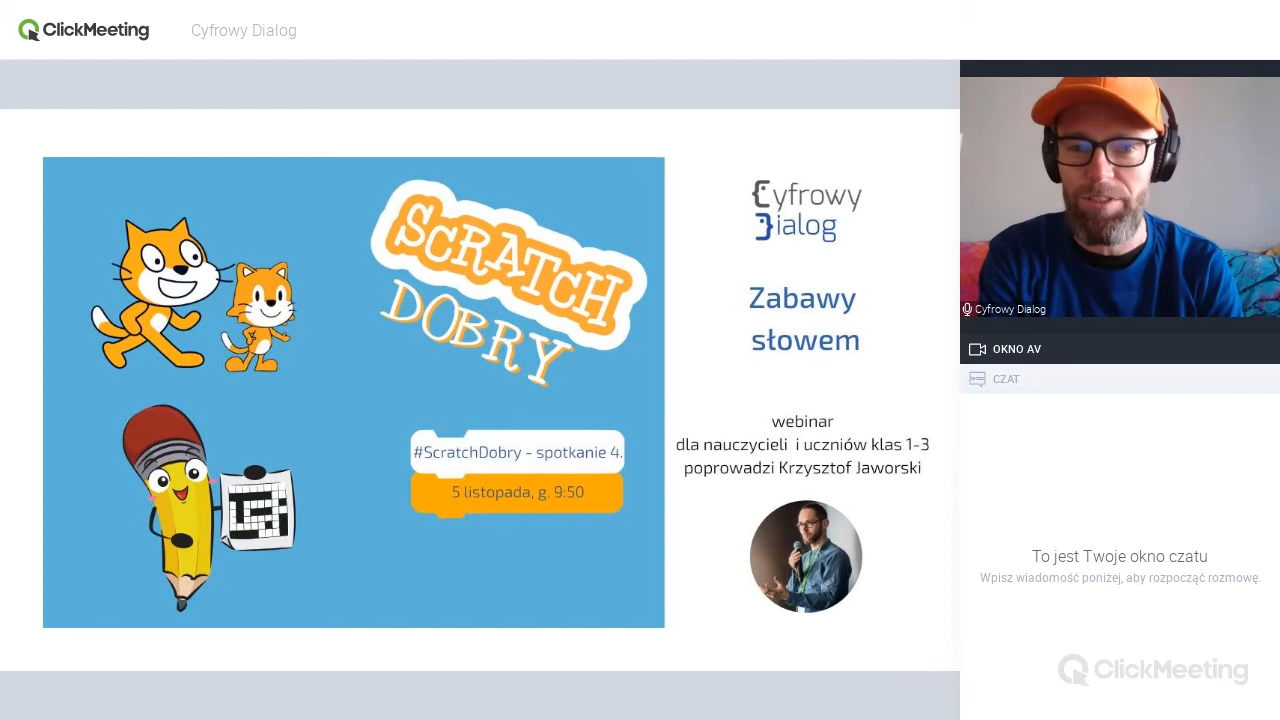 ClickMeeting
Cyfrowy Dialog
SCRATCH
DOBRY
#ScratchDobry - spotkanie 4.
5 listopada, g. 9:50
Cyfrowy
Dialog
Zabawy
słowem
webinar
dla nauczycieli i uczniów klas 1-3
poprowadzi Krzysztof Jaworski
Cyfrowy Dialog
OKNO AV
CZAT
To jest Twoje okno czatu
Wpisz wiadomość poniżej, aby rozpocząć rozmowę.
ClickMeeting